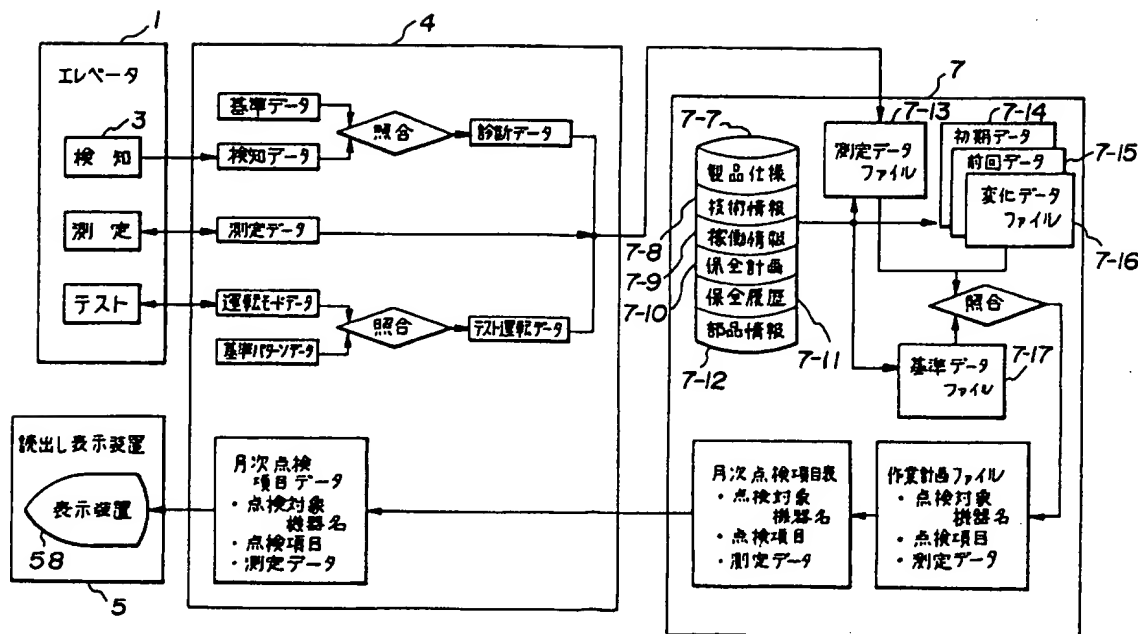 1
エレベータ
3
検知
測定
テスト
4
基準データ
検知データ
照合
診断データ
測定データ
運転モードデータ
基準パターンデータ
照合
テスト運転データ
7
7-7
製品仕様
技術情報
稼働情報
保全計画
保全履歴
部品情報
7-8
7-9
7-10
7-11
7-12
7-13
測定データ
ファイル
7-14
初期データ
前回データ
7-15
変化データ
ファイル
7-16
照合
基準データ
ファイル
7-17
読出し表示装置
表示装置
58
5
月次点検
項目データ
・点検対象
機器名
・点検項目
・測定データ
月次点検項目表
・点検対象
機器名
・点検項目
・測定データ
作業計画ファイル
・点検対象
機器名
・点検項目
・測定データ